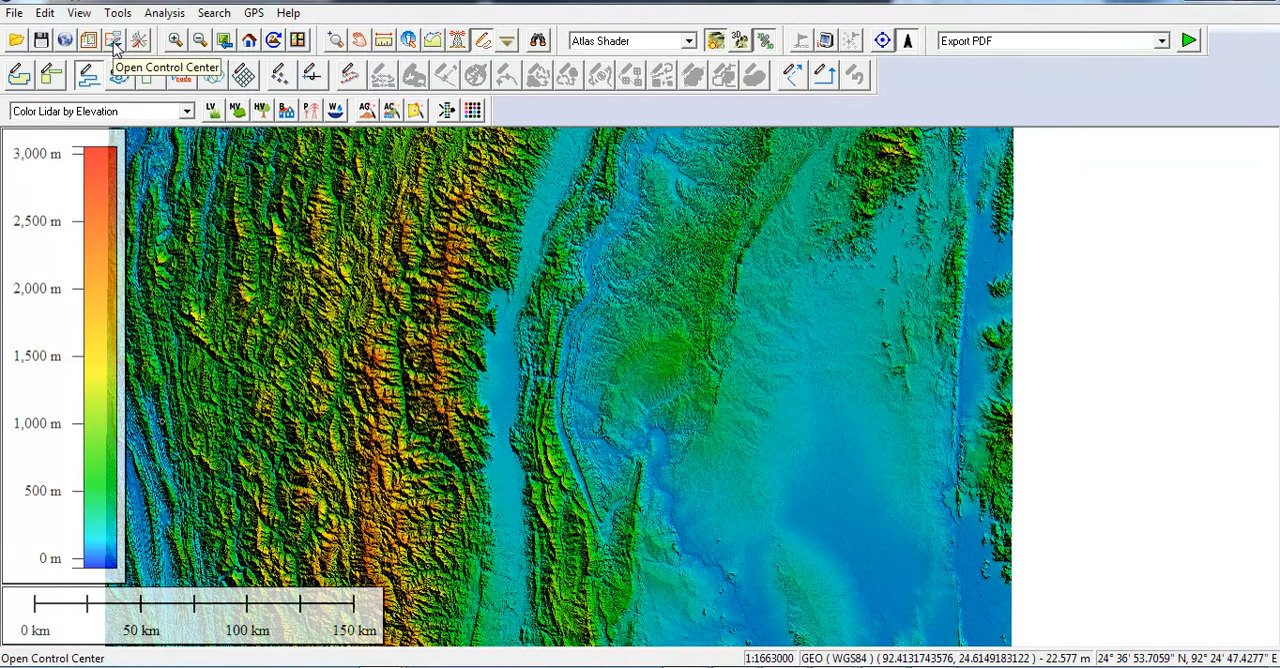 File Edit View Tools Analysis Search GPS Help
Atlas Shader Export PDF
Open Control Center
Color Lidar by Elevation LV MV HV
3,000 m
2,500 m
2,000 m
1,500 m
1,000 m
500 m
0 m
0 km 50 km 100 km 150 km
Open Control Center 1:1663000 GEO ( WGS84 ) ( 92.4131743576, 24.6149183122 ) - 22.577 m 24° 36' 53.7059" N, 92° 24' 47.4277" E